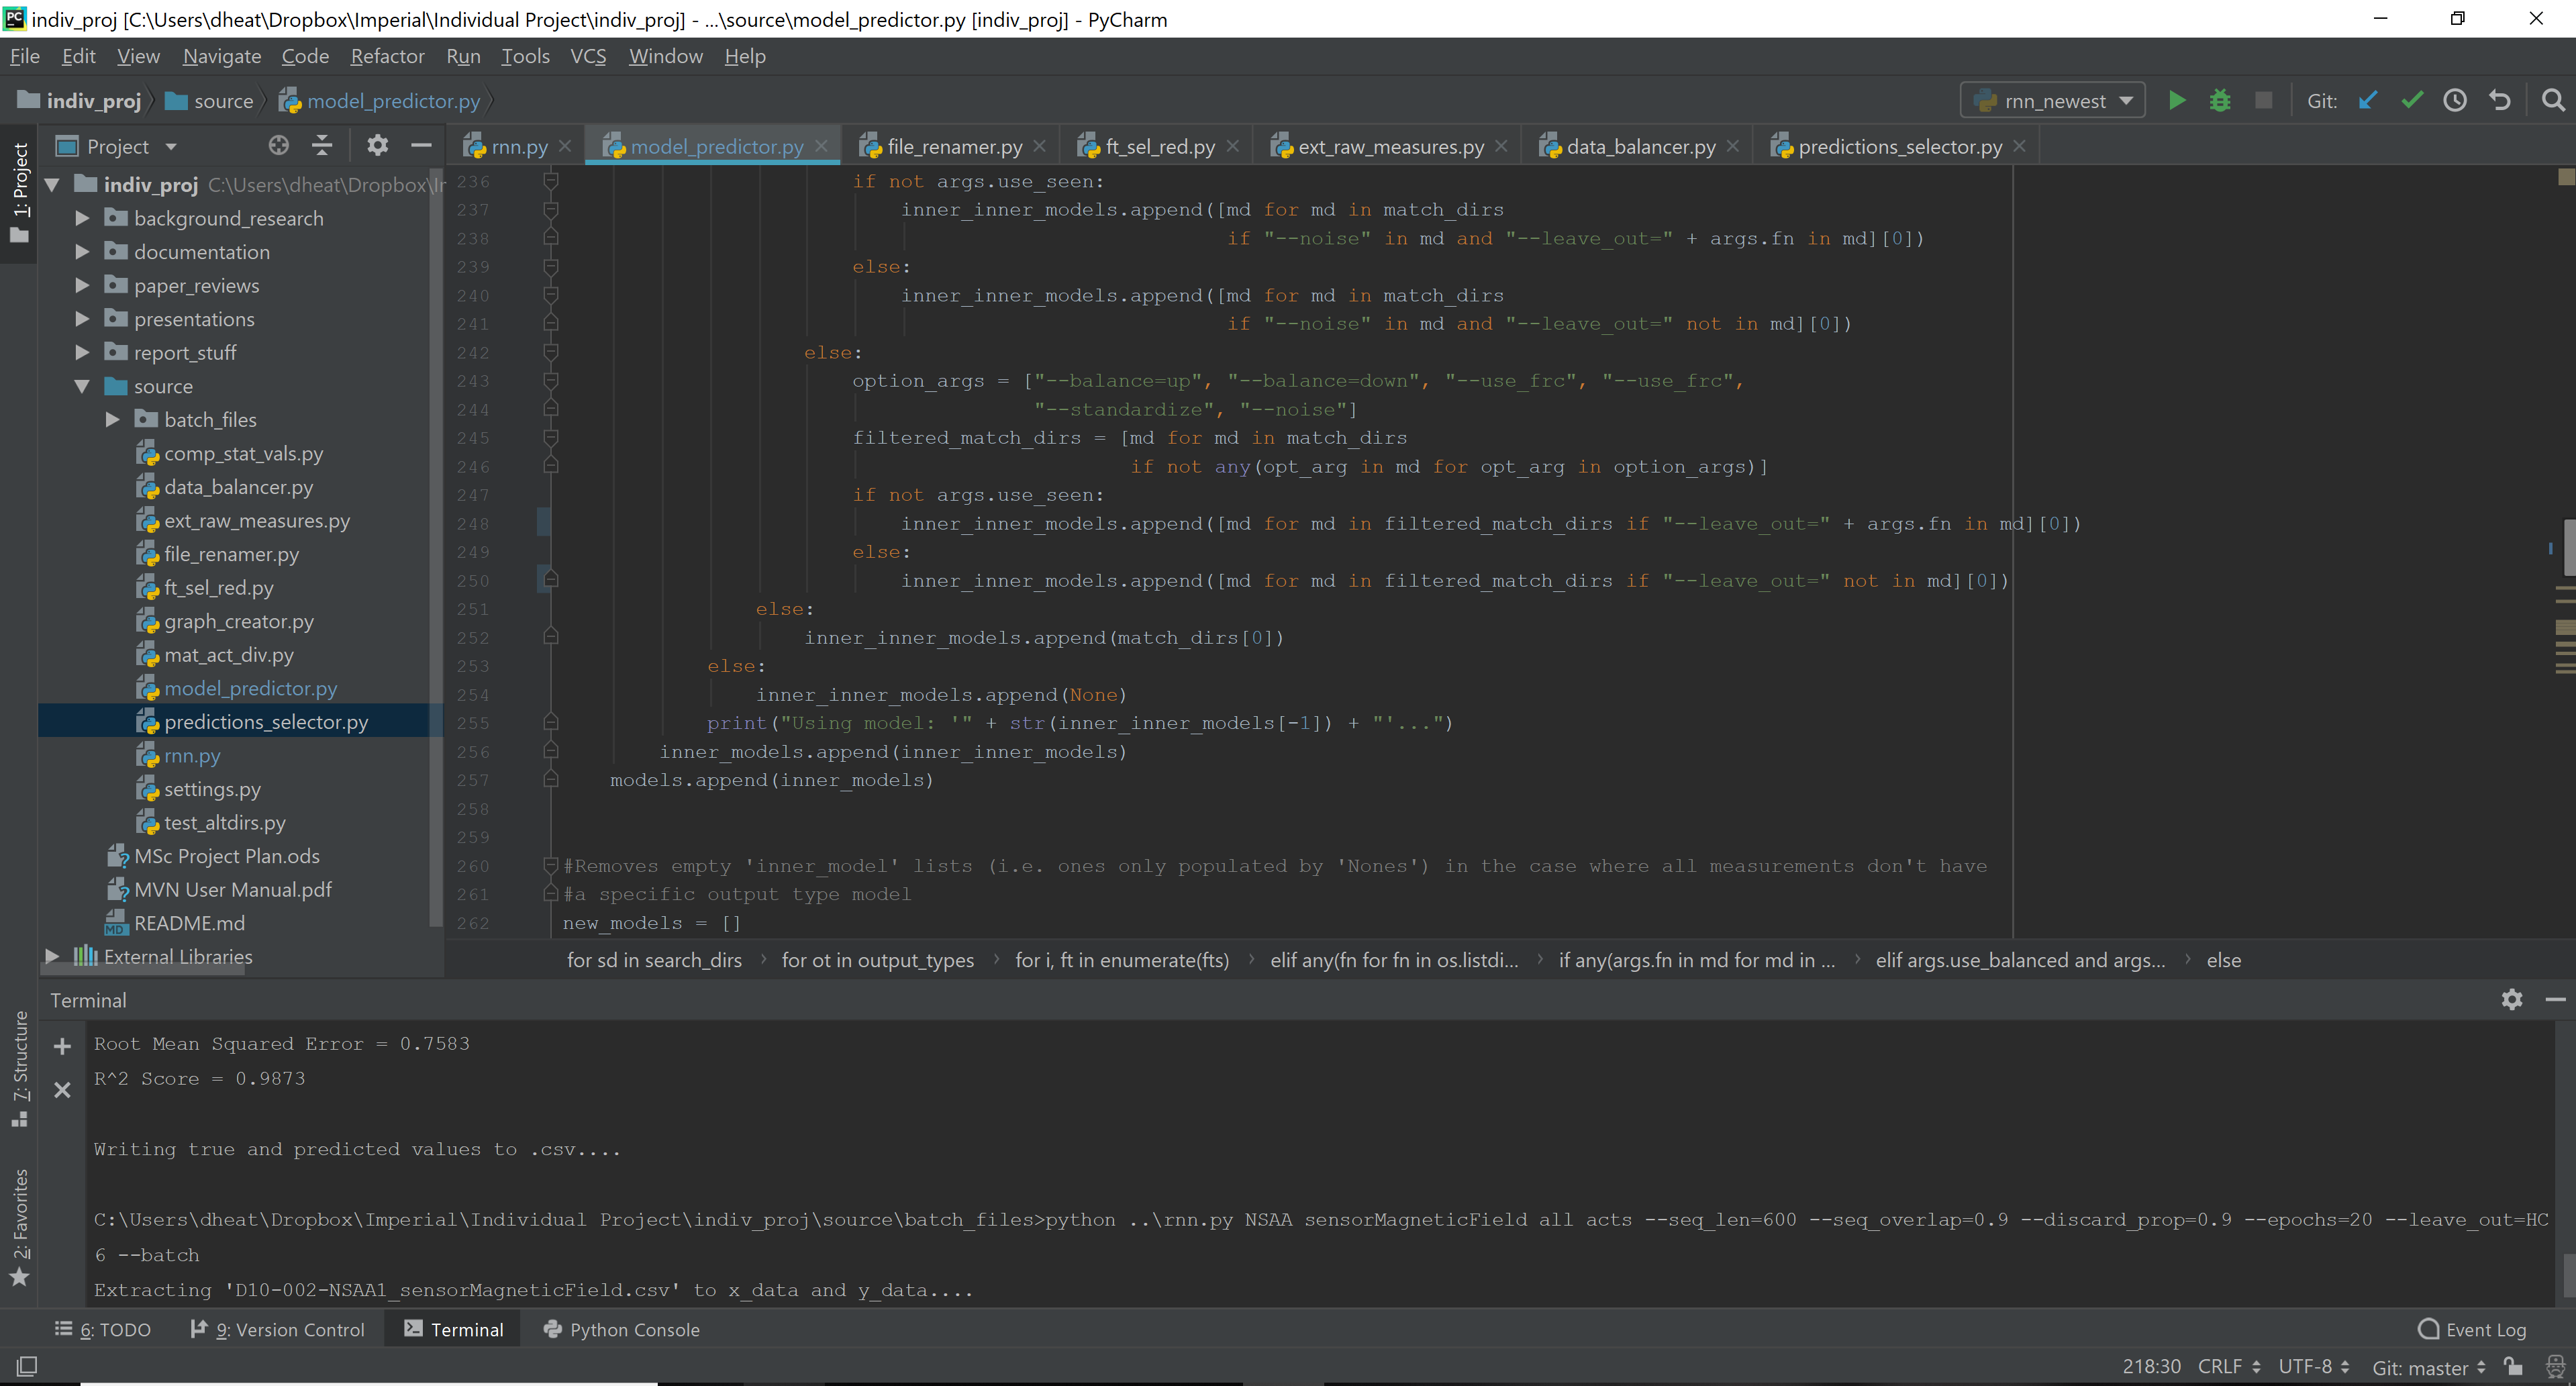 indiv_proj [C:\Users\dheat\Dropbox\Imperial\Individual Project\indiv_proj] - ...\source\model_predictor.py [indiv_proj] - PyCharm
File Edit View Navigate Code Refactor Run Tools VCS Window Help
indiv_proj source model_predictor.py rnn_newest Git:
1: Project
Project
rnn.py model_predictor.py file_renamer.py ft_sel_red.py ext_raw_measures.py data_balancer.py predictions_selector.py
indiv_proj C:\Users\dheat\Dropbox\Ir
background_research
documentation
paper_reviews
presentations
report_stuff
source
batch_files
comp_stat_vals.py
data_balancer.py
ext_raw_measures.py
file_renamer.py
ft_sel_red.py
graph_creator.py
mat_act_div.py
model_predictor.py
predictions_selector.py
rnn.py
settings.py
test_altdirs.py
MSc Project Plan.ods
MVN User Manual.pdf
README.md
External Libraries
236 if not args.use_seen:
237 inner_inner_models.append([md for md in match_dirs
238 if "--noise" in md and "--leave_out=" + args.fn in md][0])
239 else:
240 inner_inner_models.append([md for md in match_dirs
241 if "--noise" in md and "--leave_out=" not in md][0])
242 else:
243 option_args = ["--balance=up", "--balance=down", "--use_frc", "--use_frc",
244 "--standardize", "--noise"]
245 filtered_match_dirs = [md for md in match_dirs
246 if not any(opt_arg in md for opt_arg in option_args)]
247 if not args.use_seen:
248 inner_inner_models.append([md for md in filtered_match_dirs if "--leave_out=" + args.fn in md][0])
249 else:
250 inner_inner_models.append([md for md in filtered_match_dirs if "--leave_out=" not in md][0])
251 else:
252 inner_inner_models.append(match_dirs[0])
253 else:
254 inner_inner_models.append(None)
255 print("Using model: '" + str(inner_inner_models[-1]) + "'...")
256 inner_models.append(inner_inner_models)
257 models.append(inner_models)
258
259
260 #Removes empty 'inner_model' lists (i.e. ones only populated by 'Nones') in the case where all measurements don't have
261 #a specific output type model
262 new_models = []
for sd in search_dirs for ot in output_types for i, ft in enumerate(fts) elif any(fn for fn in os.listdi... if any(args.fn in md for md in ... elif args.use_balanced and args... else
Terminal
7: Structure
2: Favorites
Root Mean Squared Error = 0.7583
R^2 Score = 0.9873
Writing true and predicted values to .csv....
C:\Users\dheat\Dropbox\Imperial\Individual Project\indiv_proj\source\batch_files>python ..\rnn.py NSAA sensorMagneticField all acts --seq_len=600 --seq_overlap=0.9 --discard_prop=0.9 --epochs=20 --leave_out=HC
6 --batch
Extracting 'D10-002-NSAA1_sensorMagneticField.csv' to x_data and y_data....
6: TODO 9: Version Control Terminal Python Console Event Log
218:30 CRLF UTF-8 Git: master